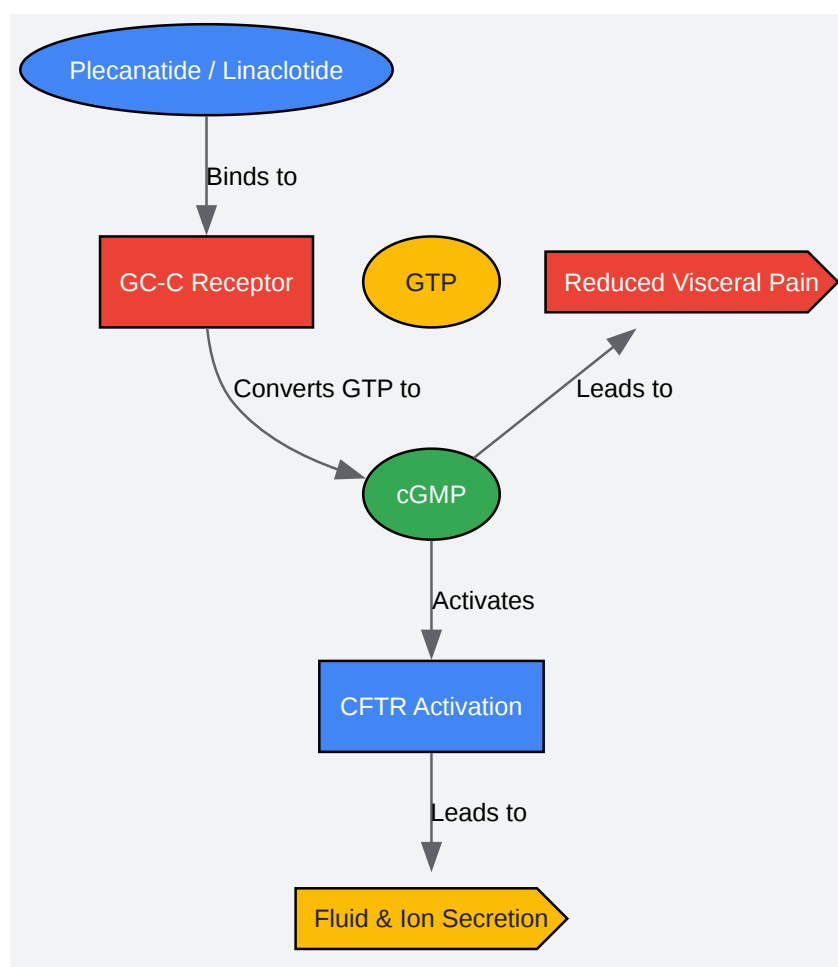 Plecanatide / Linaclotide
Binds to
GC-C Receptor
GTP
Reduced Visceral Pain
Converts GTP to
Leads to
cGMP
Activates
CFTR Activation
Leads to
Fluid & Ion Secretion